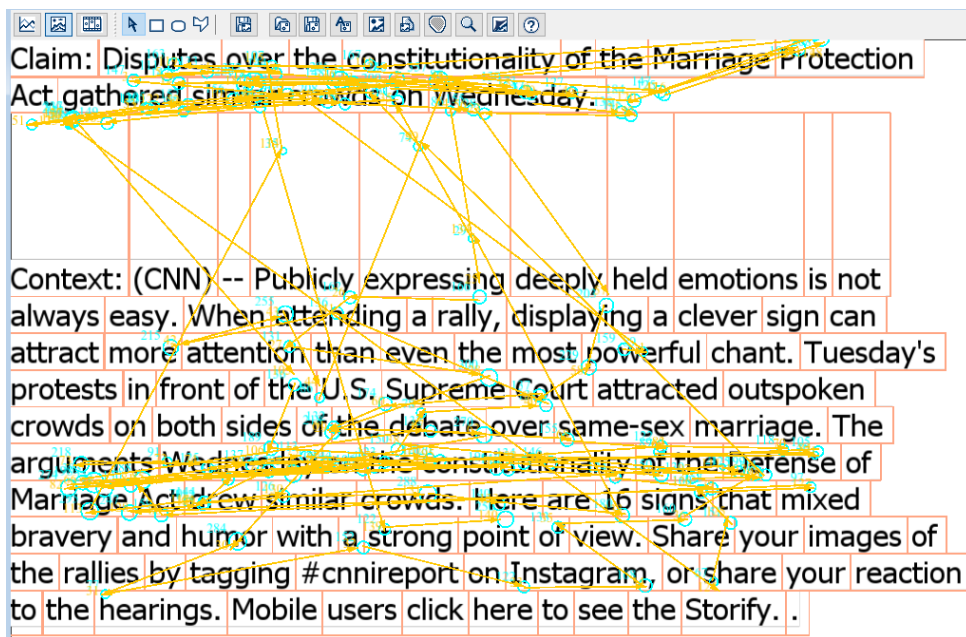 Claim: Disputes over the constitutionality of the Marriage Protection
Act gathered similar crowds on Wednesday.
Context: (CNN) -- Publicly expressing deeply held emotions is not
always easy. When attending a rally, displaying a clever sign can
attract more attention than even the most powerful chant. Tuesday's
protests in front of the U.S. Supreme Court attracted outspoken
crowds on both sides of the debate over same-sex marriage. The
arguments Wednesday on the constitutionality of the Defense of
Marriage Act drew similar crowds. Here are 16 signs that mixed
bravery and humor with a strong point of view. Share your images of
the rallies by tagging #cnnireport on Instagram, or share your reaction
to the hearings. Mobile users click here to see the Storify. .